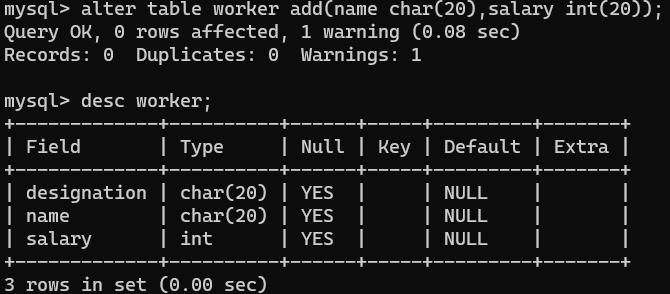 mysql> alter table worker add(name char(20),salary int(20));
Query OK, 0 rows affected, 1 warning (0.08 sec)
Records: 0  Duplicates: 0  Warnings: 1

mysql> desc worker;
+-------------+----------+------+-----+---------+-------+
| Field       | Type     | Null | Key | Default | Extra |
+-------------+----------+------+-----+---------+-------+
| designation | char(20) | YES  |     | NULL    |       |
| name        | char(20) | YES  |     | NULL    |       |
| salary      | int      | YES  |     | NULL    |       |
+-------------+----------+------+-----+---------+-------+
3 rows in set (0.00 sec)